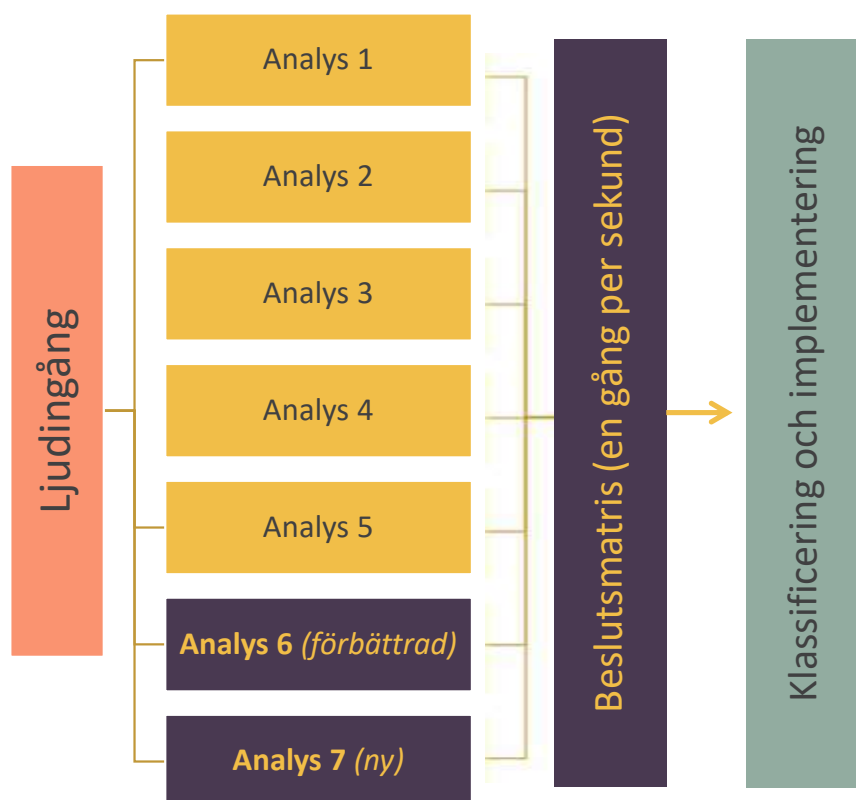 Ljudingång
Analys 1
Analys 2
Analys 3
Analys 4
Analys 5
Analys 6 (förbättrad)
Analys 7 (ny)
Beslutsmatris (en gång per sekund)
Klassificering och implementering